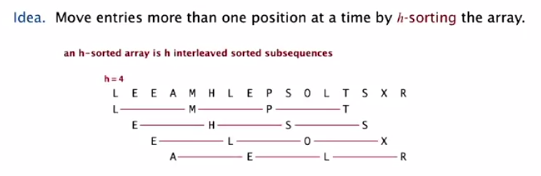 Idea. Move entries more than one position at a time by h-sorting the array.
an h-sorted array is h interleaved sorted subsequences
h = 4
L E E A M H L E P S O L T S X R
L M P T
E H S S
E L O X
A E L R